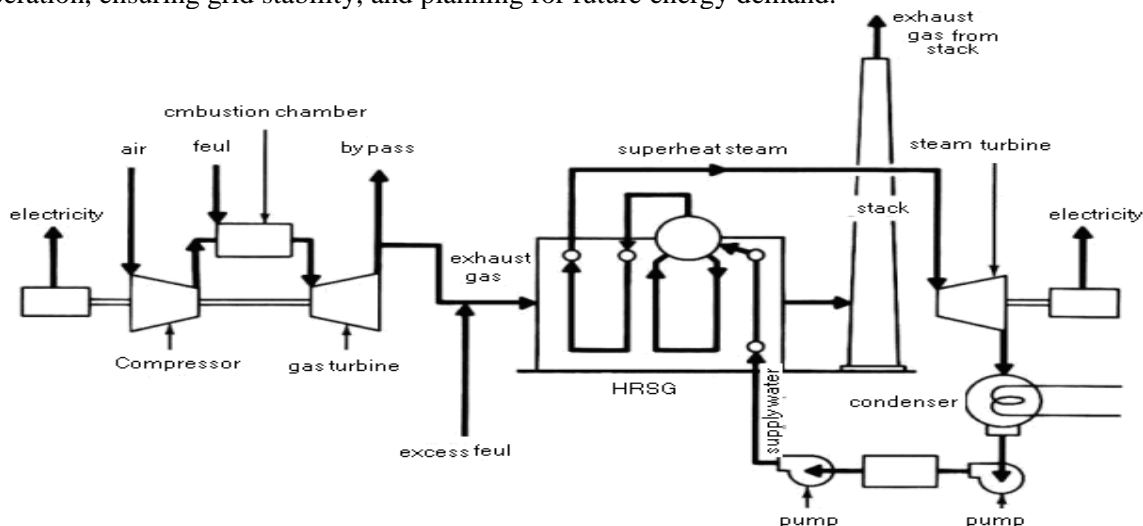 eration, ensuring grid stability, and planning for future energy demand.
exhaust
gas from
stack
cmbustion chamber
air
feul
by pass
superheat steam
steam turbine
electricity
stack
electricity
exhaust
gas
Compressor
gas turbine
HRSG
supply water
condenser
excess feul
pump
pump